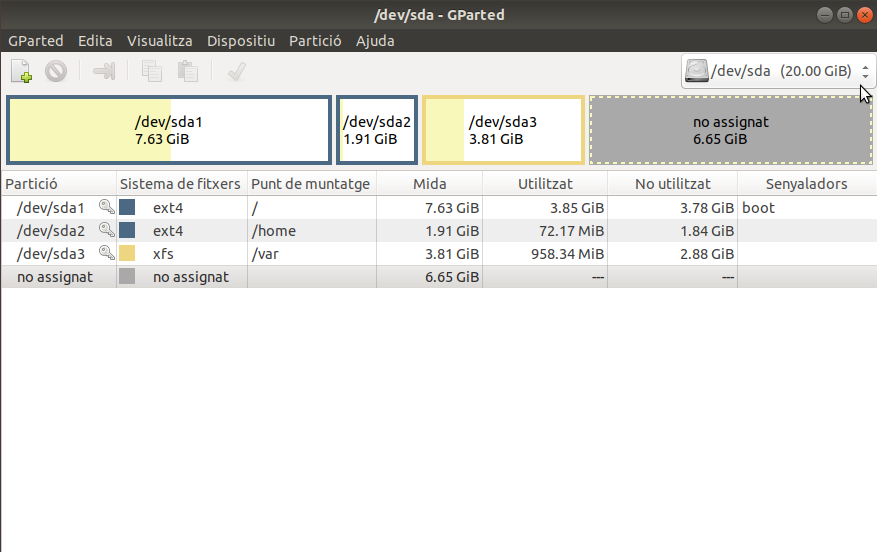 /dev/sda - GParted
GParted Edita Visualitza Dispositiu Partició Ajuda
/dev/sda (20.00 GiB)
/dev/sda1
7.63 GiB
/dev/sda2
1.91 GiB
/dev/sda3
3.81 GiB
no assignat
6.65 GiB
Partició Sistema de fitxers Punt de muntatge Mida Utilitzat No utilitzat Senyaladors
/dev/sda1 ext4 / 7.63 GiB 3.85 GiB 3.78 GiB boot
/dev/sda2 ext4 /home 1.91 GiB 72.17 MiB 1.84 GiB
/dev/sda3 xfs /var 3.81 GiB 958.34 MiB 2.88 GiB
no assignat no assignat 6.65 GiB --- ---